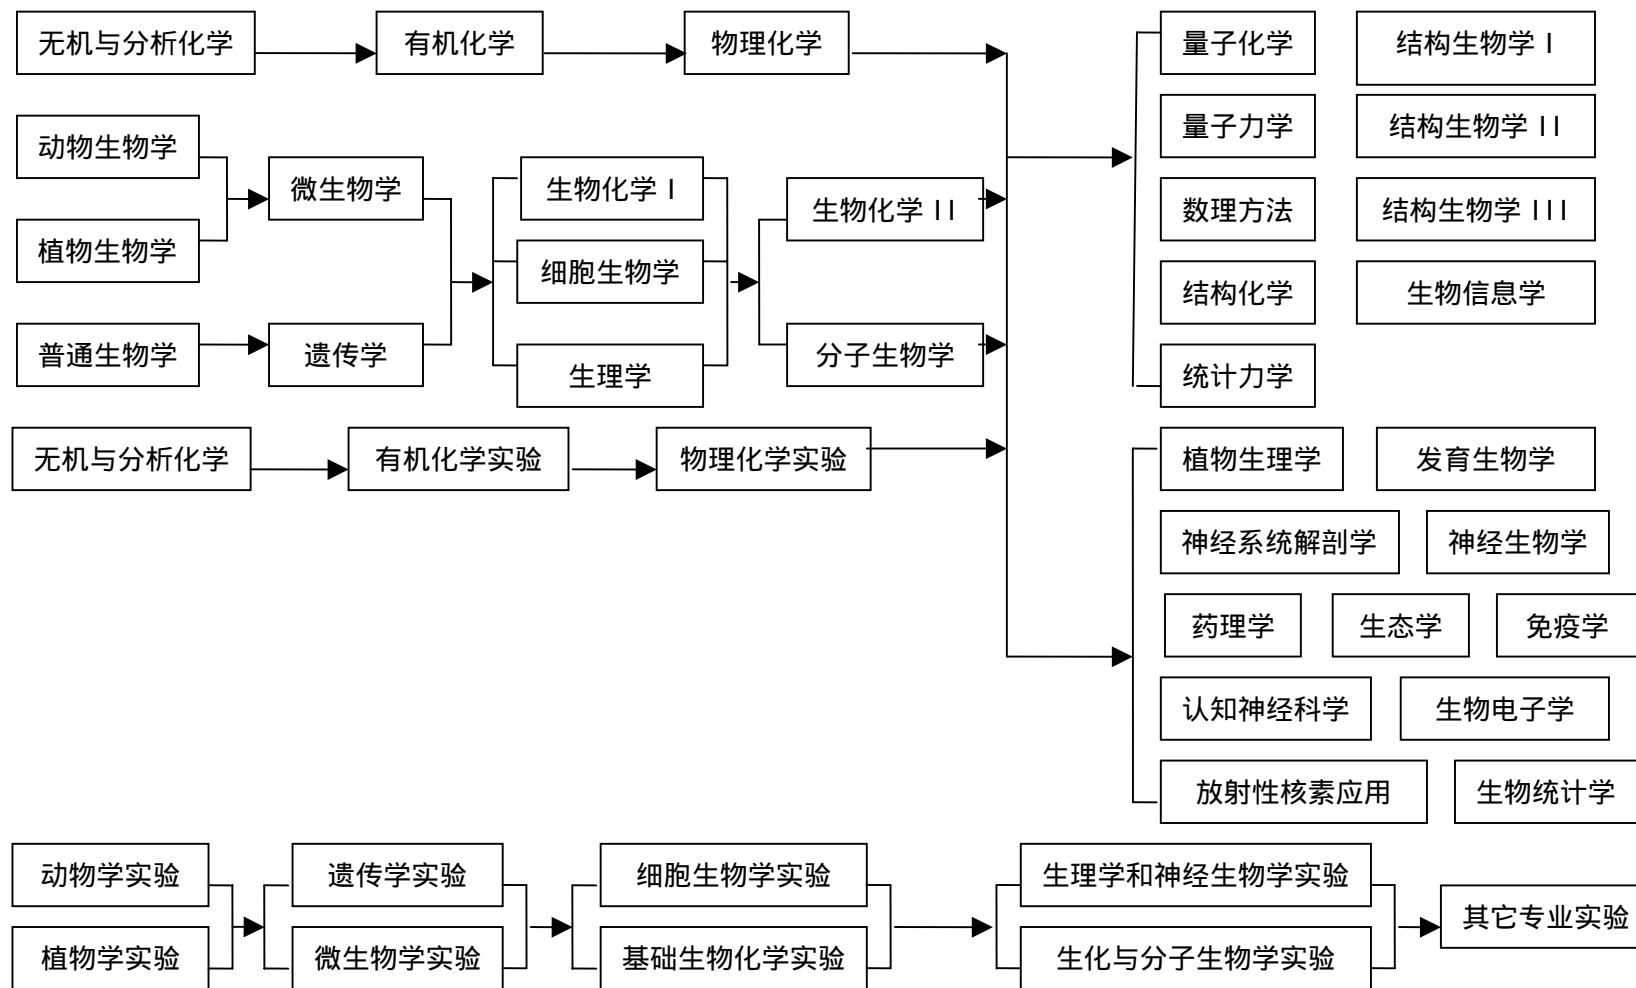 无机与分析化学
有机化学
物理化学
量子化学
结构生物学 I
动物生物学
量子力学
结构生物学 II
微生物学
生物化学 I
生物化学 II
数理方法
结构生物学 III
植物生物学
细胞生物学
结构化学
生物信息学
普通生物学
遗传学
生理学
分子生物学
统计力学
无机与分析化学
有机化学实验
物理化学实验
植物生理学
发育生物学
神经系统解剖学
神经生物学
药理学
生态学
免疫学
认知神经科学
生物电子学
放射性核素应用
生物统计学
动物学实验
遗传学实验
细胞生物学实验
生理学和神经生物学实验
其它专业实验
植物学实验
微生物学实验
基础生物化学实验
生化与分子生物学实验